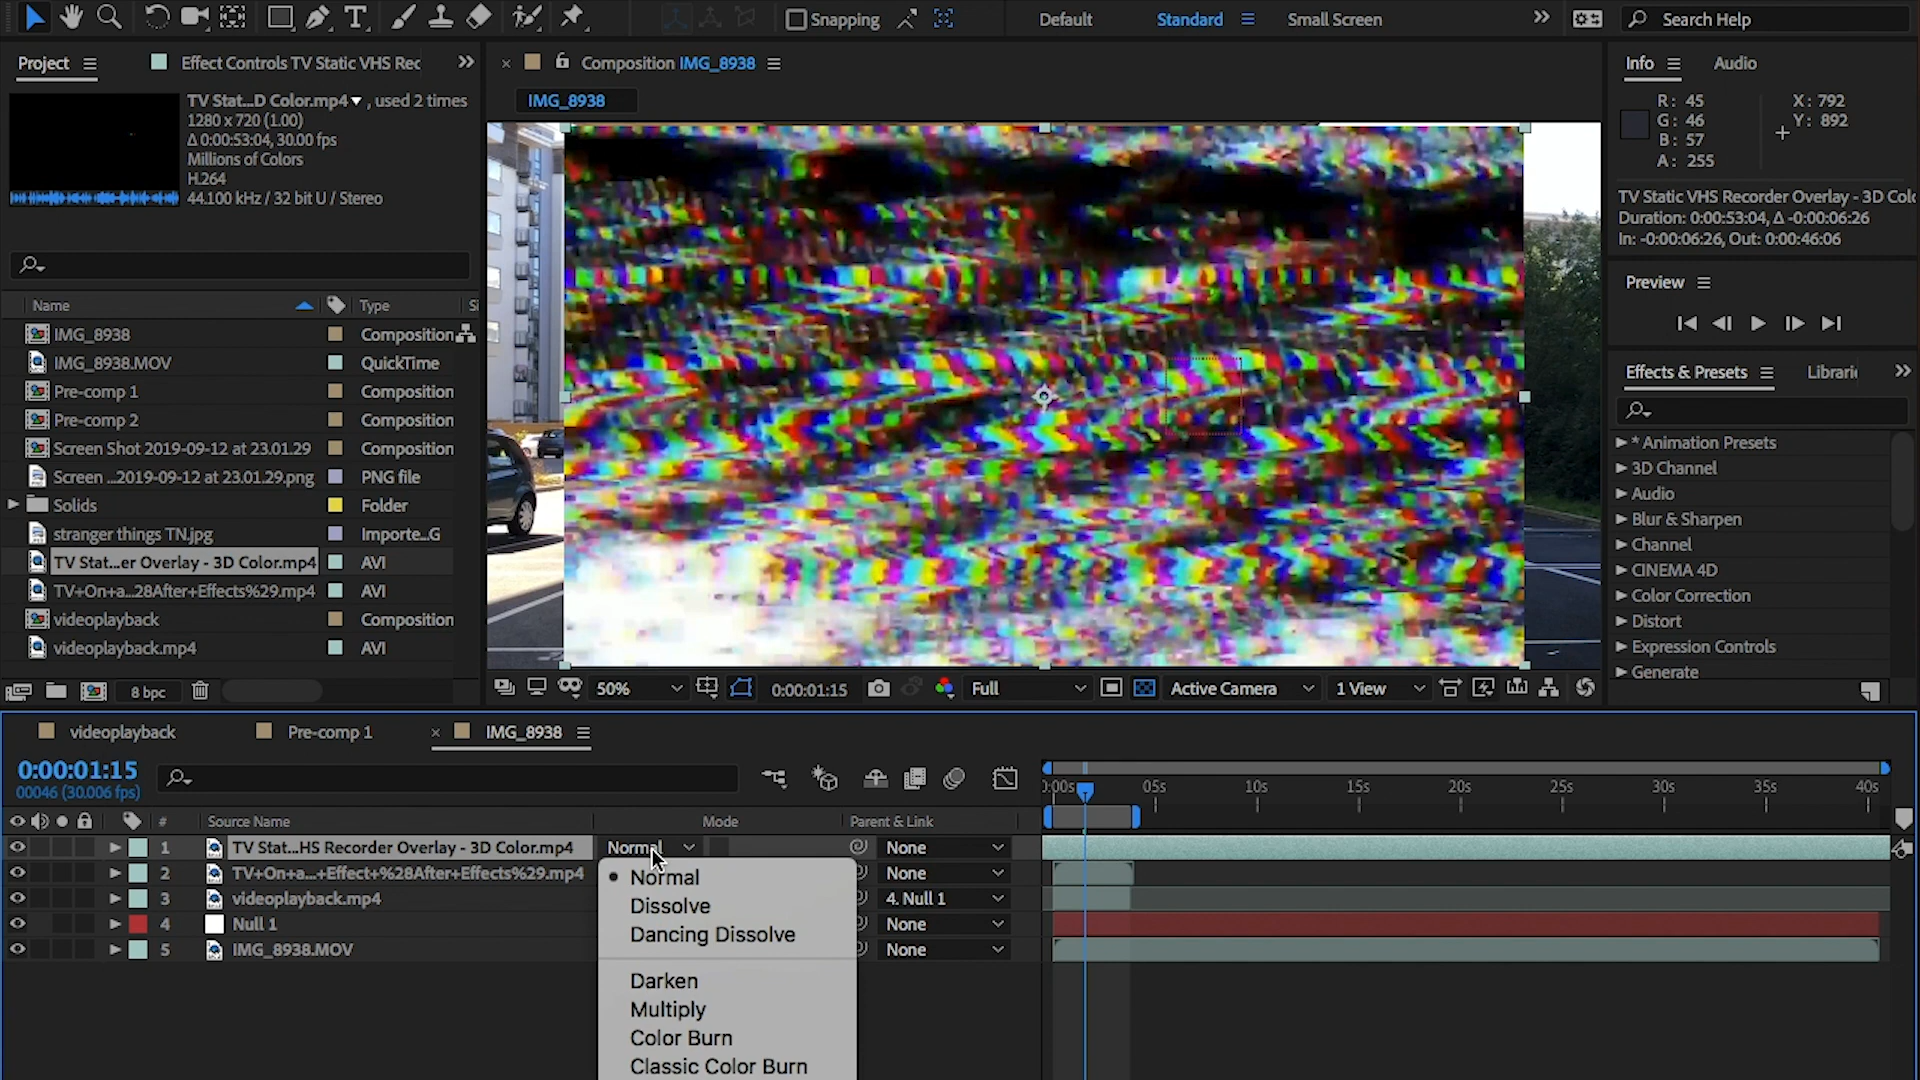 Snapping
Default
Standard
Small Screen
Search Help
Project
Effect Controls TV Static VHS Rec
Composition IMG_8938
Info
Audio
IMG_8938
TV Stat...D Color.mp4 , used 2 times
1280 x 720 (1.00)
Δ 0:00:53:04, 30.00 fps
Millions of Colors
H.264
44.100 kHz / 32 bit U / Stereo
R: 45
G: 46
B: 57
A: 255
X: 792
Y: 892
TV Static VHS Recorder Overlay - 3D Colo
Duration: 0:00:53:04, Δ -0:00:06:26
In: -0:00:06:26, Out: 0:00:46:06
Preview
Effects & Presets
Librari
* Animation Presets
3D Channel
Audio
Blur & Sharpen
Channel
CINEMA 4D
Color Correction
Distort
Expression Controls
Generate
Name
Type
Si
IMG_8938
Composition
IMG_8938.MOV
QuickTime
Pre-comp 1
Composition
Pre-comp 2
Composition
Screen Shot 2019-09-12 at 23.01.29
Composition
Screen ...2019-09-12 at 23.01.29.png
PNG file
Solids
Folder
stranger things TN.jpg
Importe...G
TV Stat...er Overlay - 3D Color.mp4
AVI
TV+On+a...28After+Effects%29.mp4
AVI
videoplayback
Composition
videoplayback.mp4
AVI
8 bpc
50%
0:00:01:15
Full
Active Camera
1 View
videoplayback
Pre-comp 1
IMG_8938
0:00:01:15
00046 (30.006 fps)
):00s
05s
10s
15s
20s
25s
30s
35s
40s
#
Source Name
Mode
Parent & Link
1
TV Stat...HS Recorder Overlay - 3D Color.mp4
Normal
None
2
TV+On+a...+Effect+%28After+Effects%29.mp4
None
3
videoplayback.mp4
4. Null 1
4
Null 1
None
5
IMG_8938.MOV
None
Normal
Dissolve
Dancing Dissolve
Darken
Multiply
Color Burn
Classic Color Burn